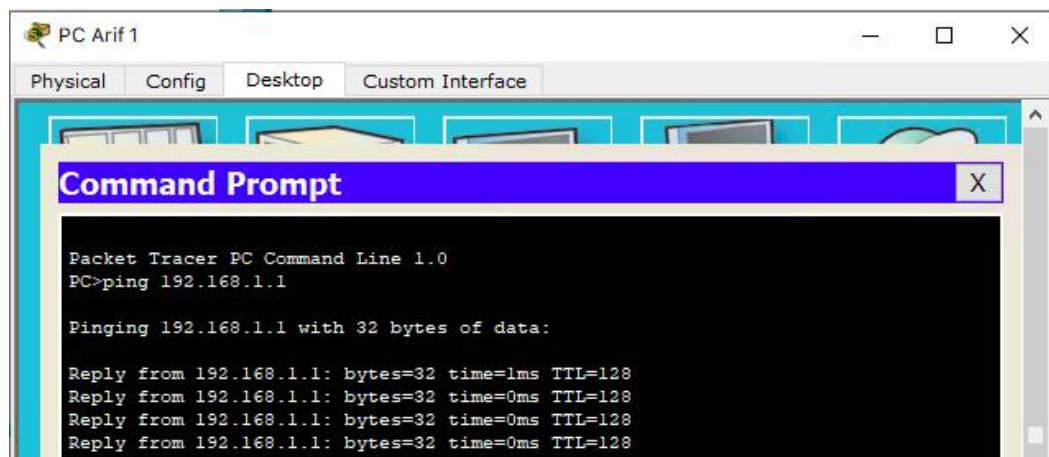 PC Arif 1
Physical Config Desktop Custom Interface
Command Prompt X
Packet Tracer PC Command Line 1.0
PC>ping 192.168.1.1
Pinging 192.168.1.1 with 32 bytes of data:
Reply from 192.168.1.1: bytes=32 time=1ms TTL=128
Reply from 192.168.1.1: bytes=32 time=0ms TTL=128
Reply from 192.168.1.1: bytes=32 time=0ms TTL=128
Reply from 192.168.1.1: bytes=32 time=0ms TTL=128